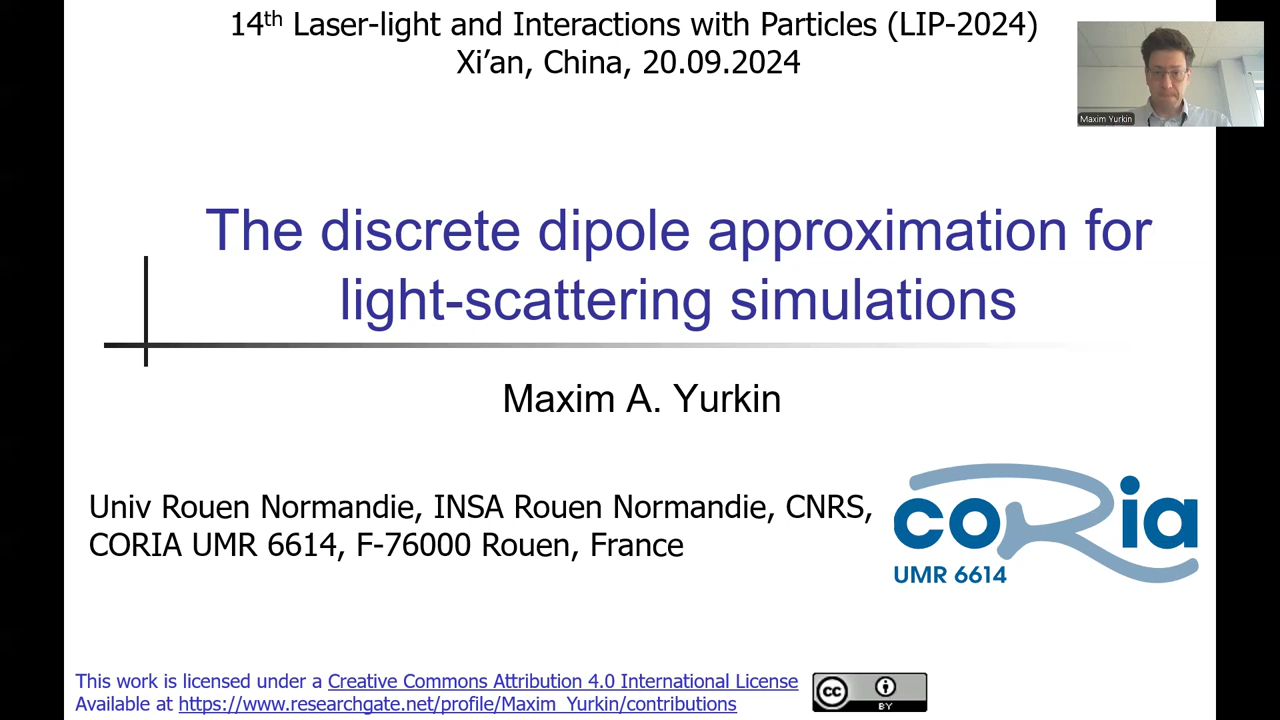 14th Laser-light and Interactions with Particles (LIP-2024)
Xi'an, China, 20.09.2024
Maxim Yurkin
The discrete dipole approximation for
light-scattering simulations
Maxim A. Yurkin
Univ Rouen Normandie, INSA Rouen Normandie, CNRS,
CORIA UMR 6614, F-76000 Rouen, France
coRia
UMR 6614
This work is licensed under a Creative Commons Attribution 4.0 International License
Available at https://www.researchgate.net/profile/Maxim_Yurkin/contributions
cc
BY